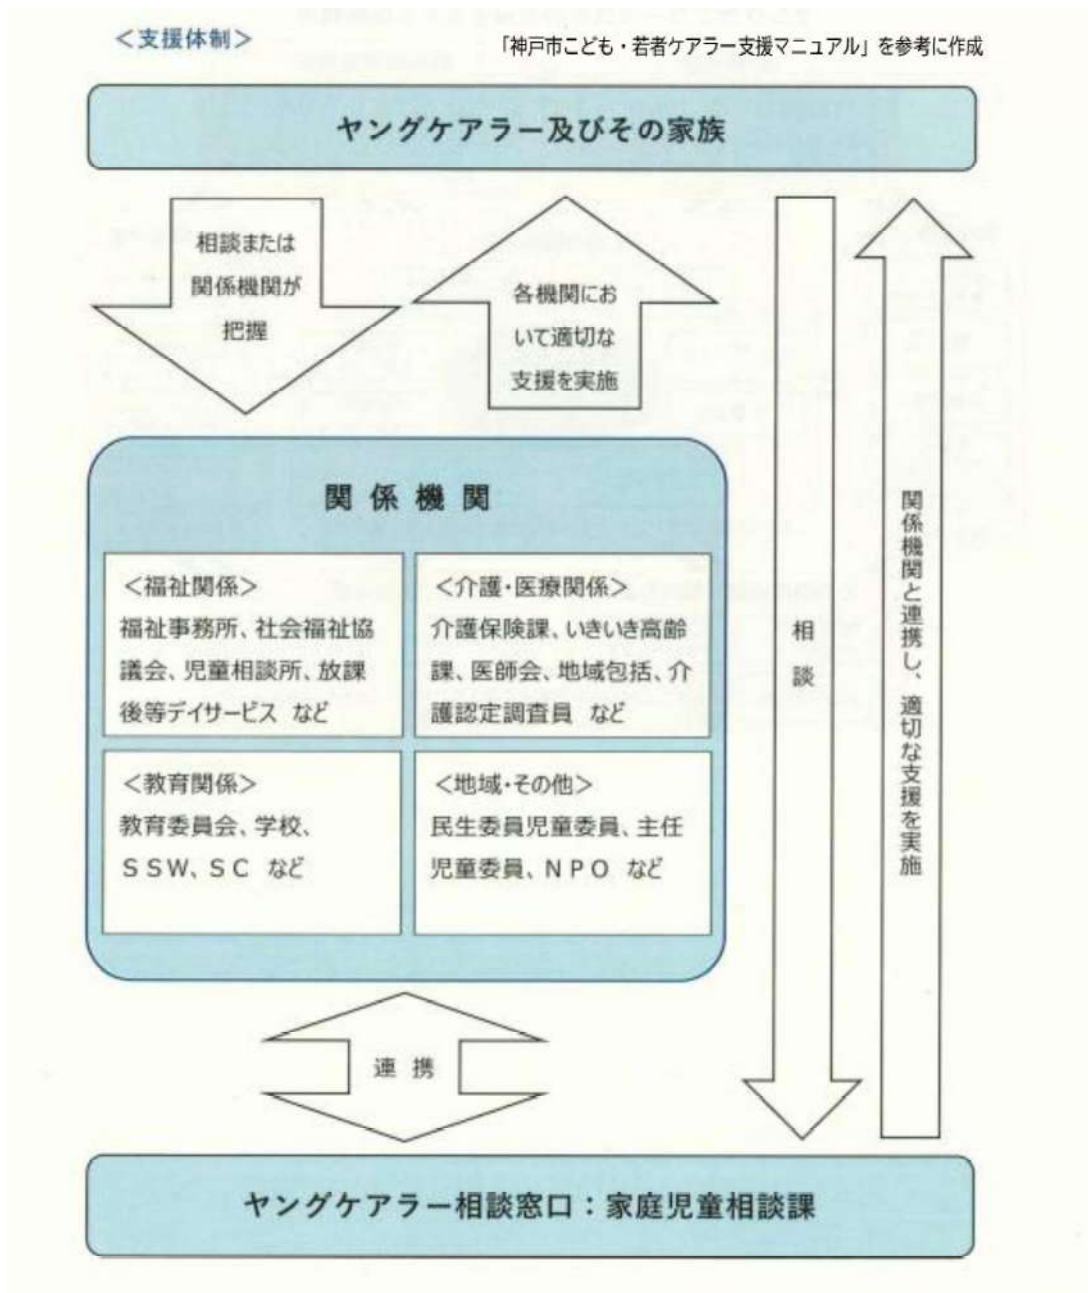 ＜支援体制＞
「神戸市こども・若者ケアラー支援マニュアル」を参考に作成
ヤングケアラー及びその家族
相談または
関係機関が
把握
各機関にお
いて適切な
支援を実施
関係機関
＜福祉関係＞
福祉事務所、社会福祉協
議会、児童相談所、放課
後等デイサービス など
＜介護・医療関係＞
介護保険課、いきいき高齢
課、医師会、地域包括、介
護認定調査員 など
＜教育関係＞
教育委員会、学校、
ＳＳＷ、ＳＣ など
＜地域・その他＞
民生委員児童委員、主任
児童委員、ＮＰＯ など
相談
関係機関と連携し、適切な支援を実施
連携
ヤングケアラー相談窓口：家庭児童相談課